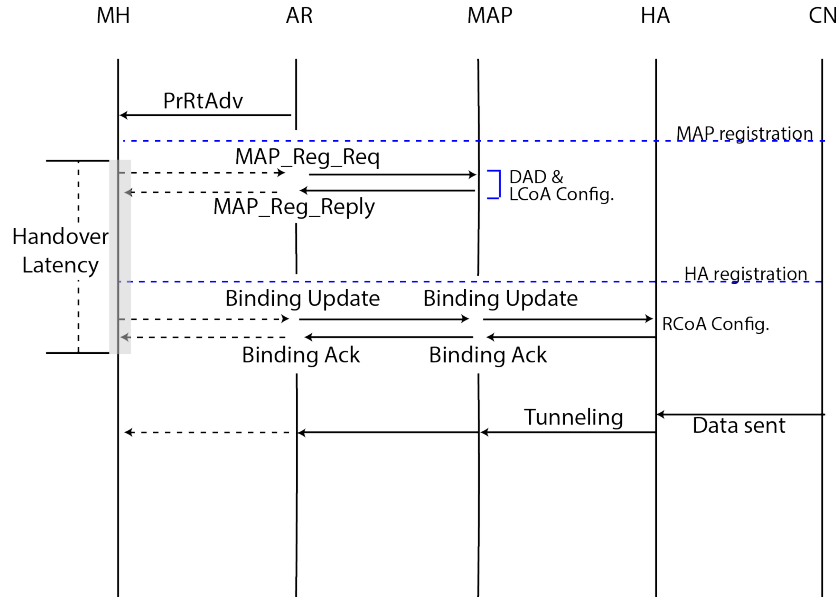 MH AR MAP HA CN
PrRtAdv
MAP registration
MAP_Reg_Req
DAD &
LCoA Config.
MAP_Reg_Reply
Handover
Latency
HA registration
Binding Update Binding Update
RCoA Config.
Binding Ack Binding Ack
Tunneling
Data sent